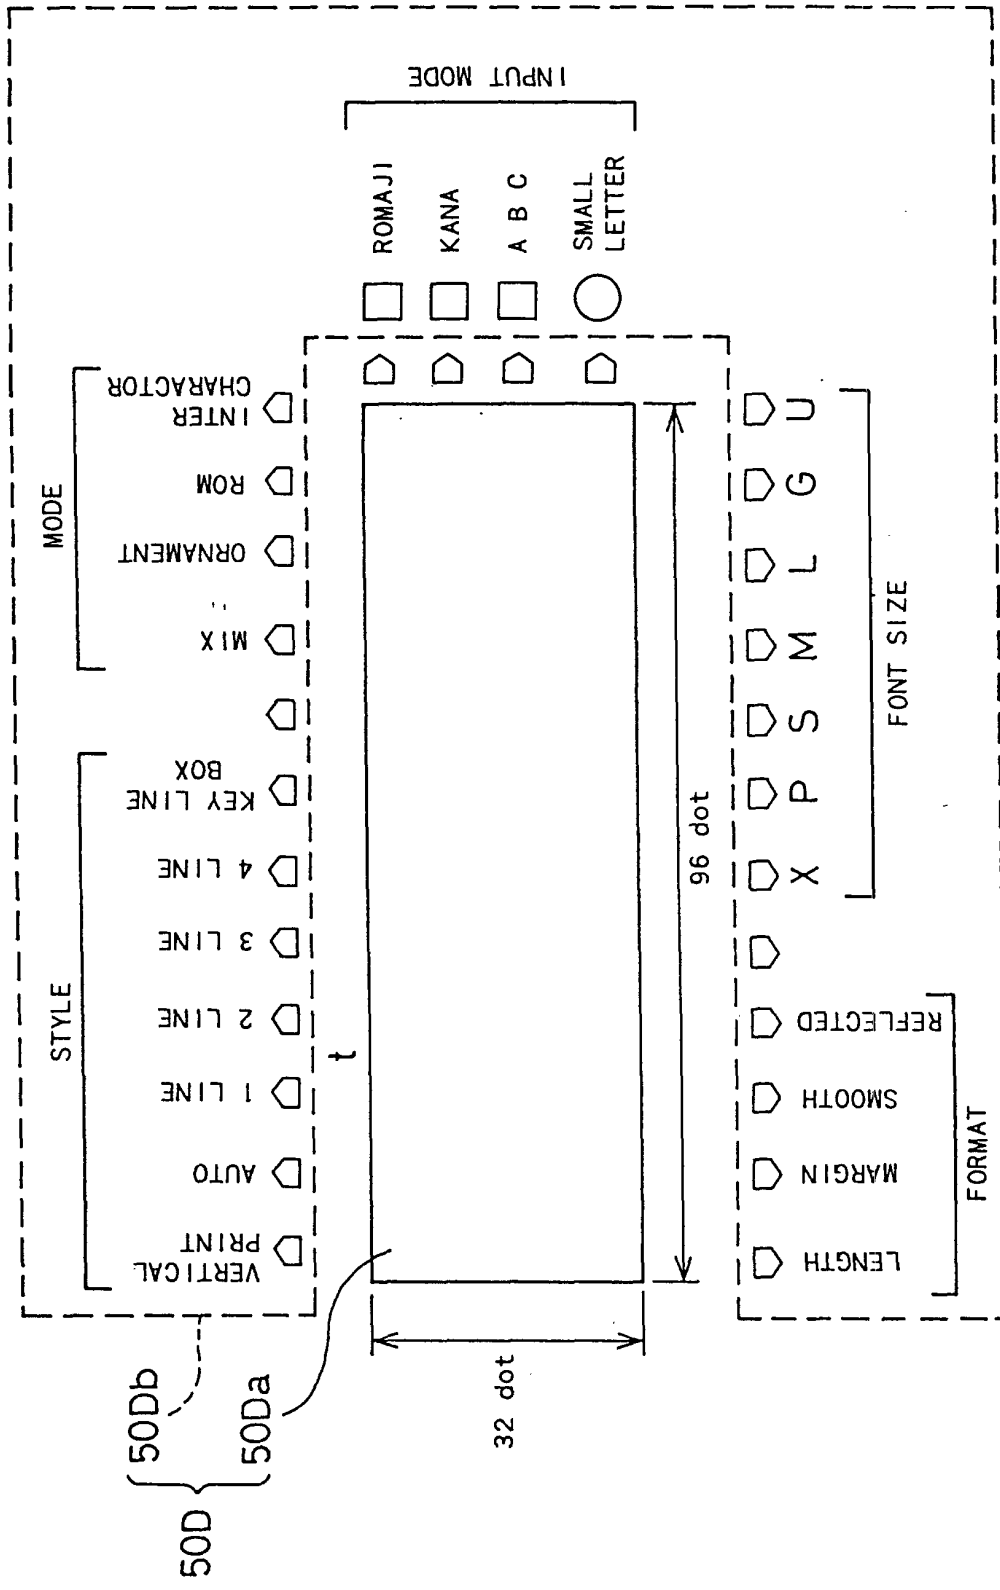 50D
50Db
50Da
STYLE
VERTICAL
PRINT
AUTO
1 LINE
2 LINE
3 LINE
4 LINE
KEY LINE
BOX
MODE
MIX
ORNAMENT
ROM
INTER
CHARACTOR
t
32 dot
96 dot
ROMAJI
KANA
A B C
SMALL
LETTER
INPUT MODE
LENGTH
MARGIN
SMOOTH
REFLECTED
FORMAT
X
P
S
M
L
G
U
FONT SIZE